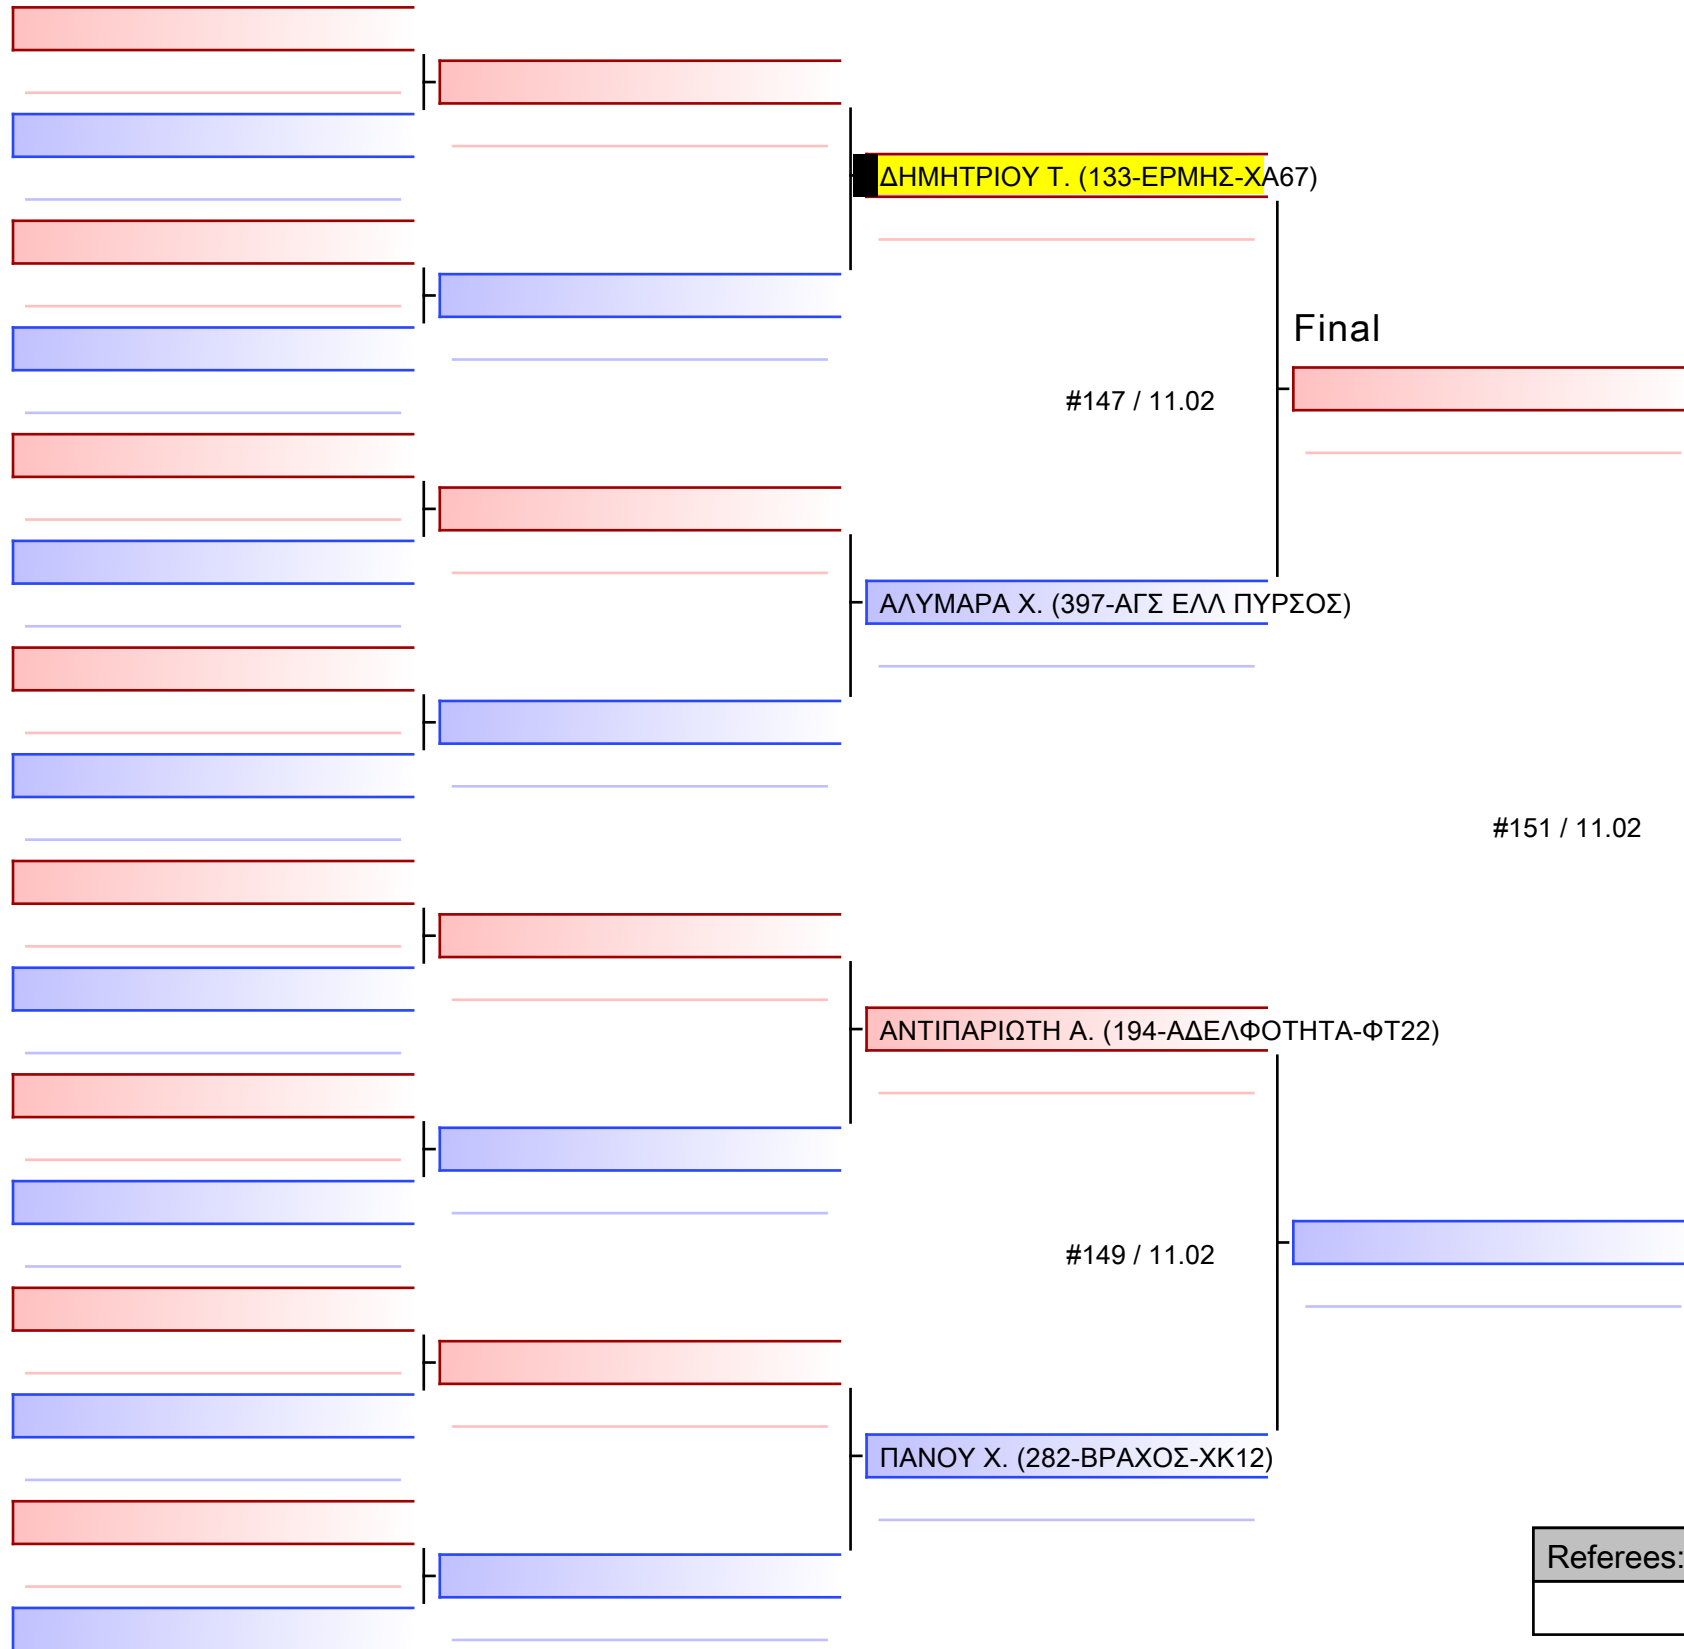 ΔΗΜΗΤΡΙΟΥ Τ. (133-ΕΡΜΗΣ-ΧΑ67)
Final
#147 / 11.02
ΑΛΥΜΑΡΑ Χ. (397-ΑΓΣ ΕΛΛ ΠΥΡΣΟΣ)
#151 / 11.02
ΑΝΤΙΠΑΡΙΩΤΗ Α. (194-ΑΔΕΛΦΟΤΗΤΑ-ΦΤ22)
#149 / 11.02
ΠΑΝΟΥ Χ. (282-ΒΡΑΧΟΣ-ΧΚ12)
Referees: